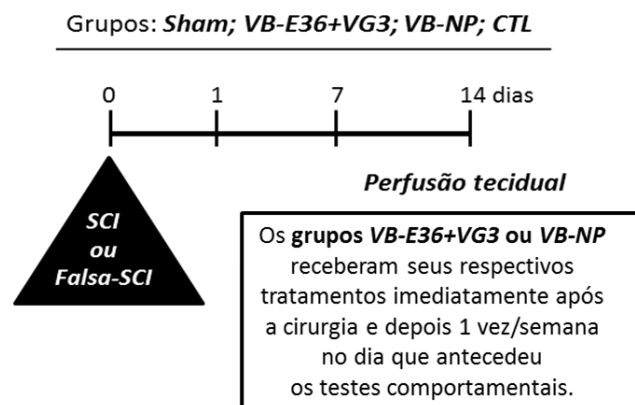 Grupos: Sham; VB-E36+VG3; VB-NP; CTL
0 1 7 14 dias
SCI
ou
Falsa-SCI
Perfusão tecidual
Os grupos VB-E36+VG3 ou VB-NP
receberam seus respectivos
tratamentos imediatamente após
a cirurgia e depois 1 vez/semana
no dia que antecedeu
os testes comportamentais.